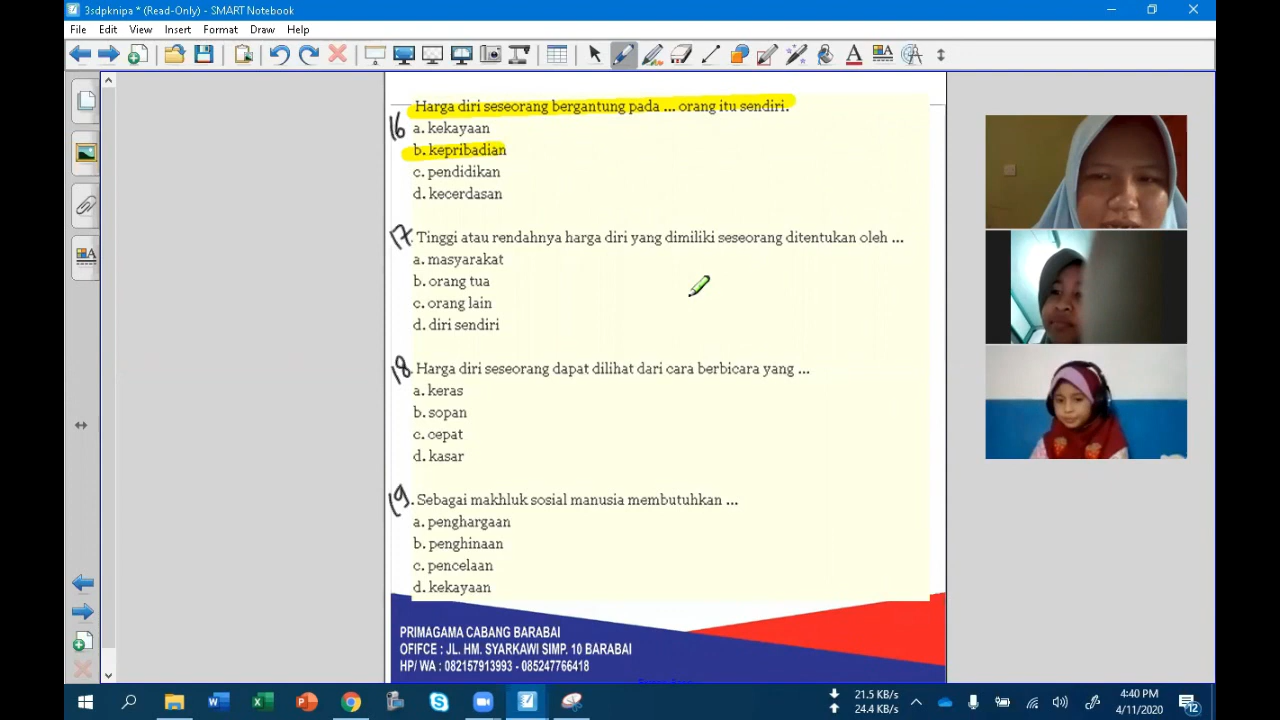 3sdpknipa * (Read-Only) - SMART Notebook
File Edit View Insert Format Draw Help
Harga diri seseorang bergantung pada ... orang itu sendiri.
16
a. kekayaan
b. kepribadian
c. pendidikan
d. kecerdasan
17. Tinggi atau rendahnya harga diri yang dimiliki seseorang ditentukan oleh ...
a. masyarakat
b. orang tua
c. orang lain
d. diri sendiri
18. Harga diri seseorang dapat dilihat dari cara berbicara yang ...
a. keras
b. sopan
c. cepat
d. kasar
19. Sebagai makhluk sosial manusia membutuhkan ...
a. penghargaan
b. penghinaan
c. pencelaan
d. kekayaan
PRIMAGAMA CABANG BARABAI
OFIFCE : JL. HM. SYARKAWI SIMP. 10 BARABAI
HP/ WA : 082157913993 - 085247766418
21.5 KB/s
24.4 KB/s
4:40 PM
4/11/2020
12